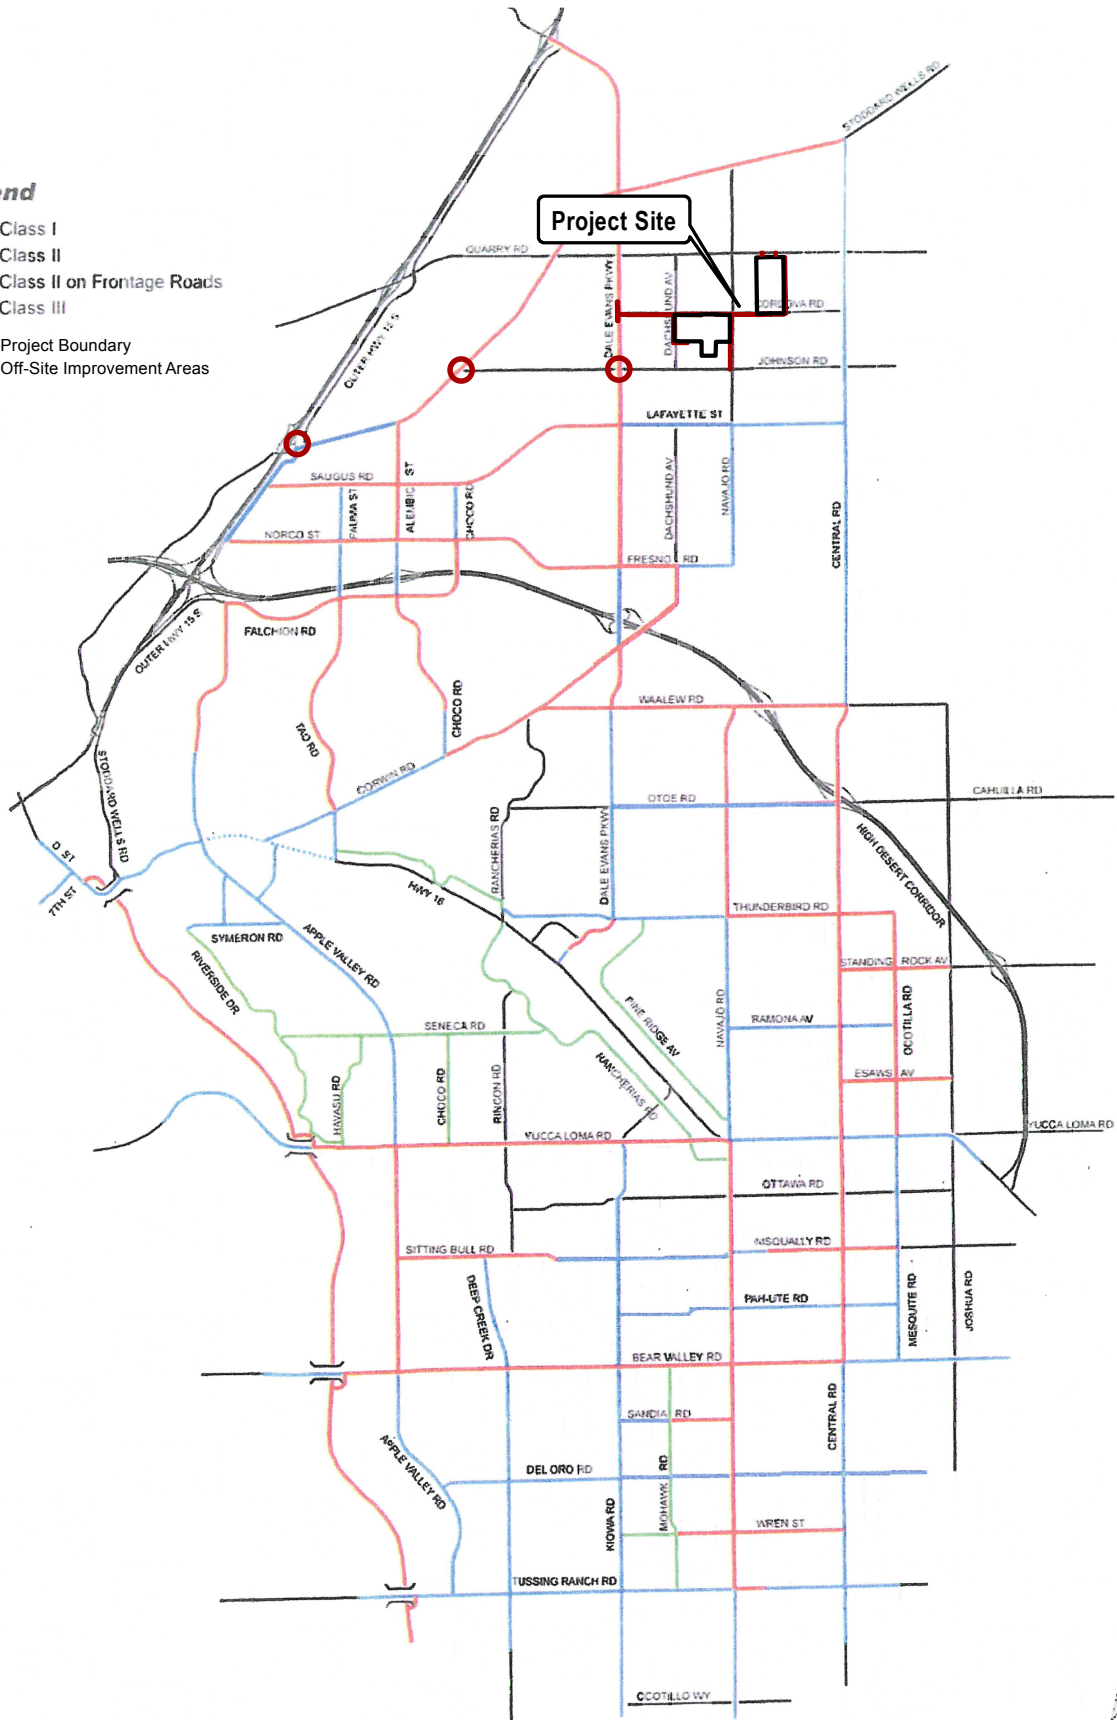 end
Class I
Class II
Class II on Frontage Roads
Class III
Project Boundary
Off-Site Improvement Areas
STODDARD WELLS RD
Project Site
QUARRY RD
OUTER HWY 15 S
DALE EVANS PKWY
DACHSHUND AV
CORDOVA RD
JOHNSON RD
LAFAYETTE ST
SAUGUS RD
PAUMA ST
ALEMBIC ST
CHOCO RD
DACHSHUND AV
NAVAJO RD
CENTRAL RD
NORCO ST
FRESNO RD
OUTER HWY 15 S
FALCHION RD
WAALEW RD
TAO RD
CHOCO RD
STODDARD WELLS RD
CORWIN RD
OTOE RD
CAHUILLA RD
RANCHERIAS RD
DALE EVANS PKWY
D ST
7TH ST
HIGH DESERT CORRIDOR
THUNDERBIRD RD
SYMERON RD
APPLE VALLEY RD
STANDING ROCK AV
RIVERSIDE DR
PINE RIDGE AV
NAVAJO RD
RAMONA AV
OCOTILLA RD
SENECA RD
HAVASU RD
CHOCO RD
RINCON RD
RANCHERIAS RD
ESAWS AV
YUCCA LOMA RD
YUCCA LOMA RD
OTTAWA RD
SITTING BULL RD
NISQUALLY RD
DEEP CREEK DR
PAH-UTE RD
MESQUITE RD
JOSHUA RD
BEAR VALLEY RD
SANDIA RD
CENTRAL RD
APPLE VALLEY RD
DEL ORO RD
KIOWA RD
MOHAWK RD
WREN ST
TUSSING RANCH RD
OCOTILLO WY